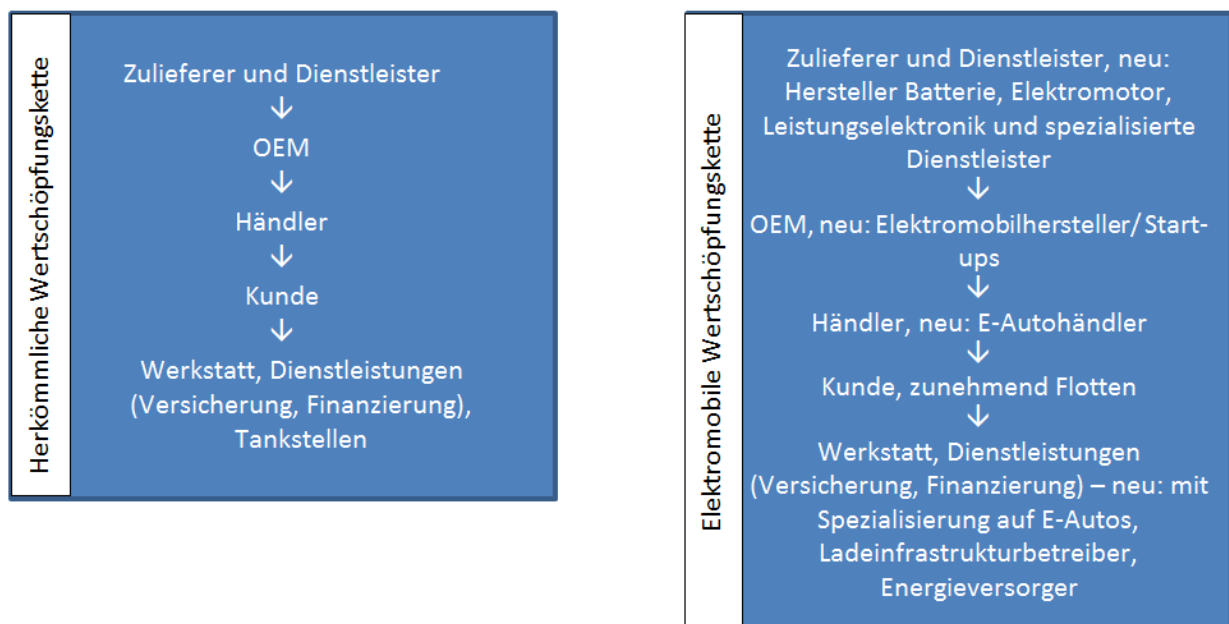 Herkömmliche Wertschöpfungskette
Zulieferer und Dienstleister
↓
OEM
↓
Händler
↓
Kunde
↓
Werkstatt, Dienstleistungen
(Versicherung, Finanzierung),
Tankstellen
Elektromobile Wertschöpfungskette
Zulieferer und Dienstleister, neu:
Hersteller Batterie, Elektromotor,
Leistungselektronik und spezialisierte
Dienstleister
↓
OEM, neu: Elektromobilhersteller/ Start-
ups
↓
Händler, neu: E-Autohändler
↓
Kunde, zunehmend Flotten
↓
Werkstatt, Dienstleistungen
(Versicherung, Finanzierung) – neu: mit
Spezialisierung auf E-Autos,
Ladeinfrastrukturbetreiber,
Energieversorger